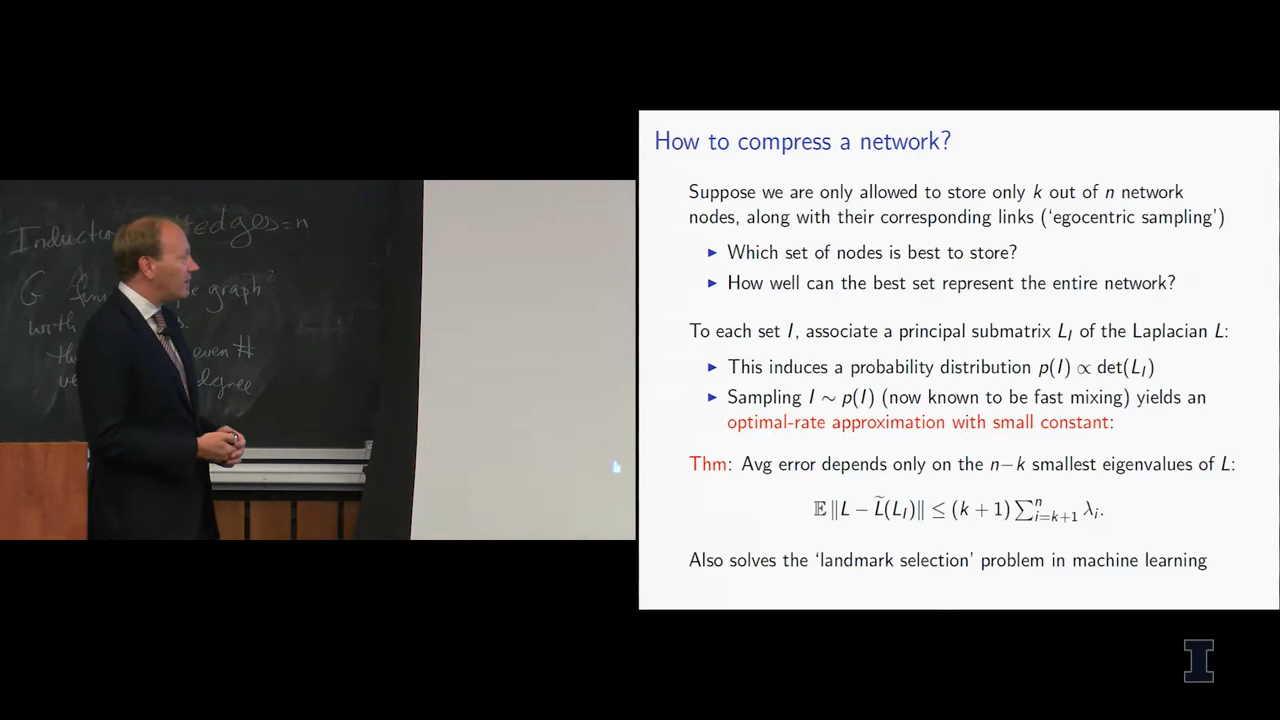 Inductio
edges = n
G
graph
with
even #
degree
How to compress a network?
Suppose we are only allowed to store only k out of n network
nodes, along with their corresponding links (‘egocentric sampling’)
▶ Which set of nodes is best to store?
▶ How well can the best set represent the entire network?
To each set I, associate a principal submatrix L_I of the Laplacian L:
▶ This induces a probability distribution p(I) ∝ det(L_I)
▶ Sampling I ∼ p(I) (now known to be fast mixing) yields an
optimal-rate approximation with small constant:
Thm: Avg error depends only on the n−k smallest eigenvalues of L:
𝔼 ‖L − L̃(L_I)‖ ≤ (k + 1) ∑_{i=k+1}^n λ_i.
Also solves the ‘landmark selection’ problem in machine learning
I